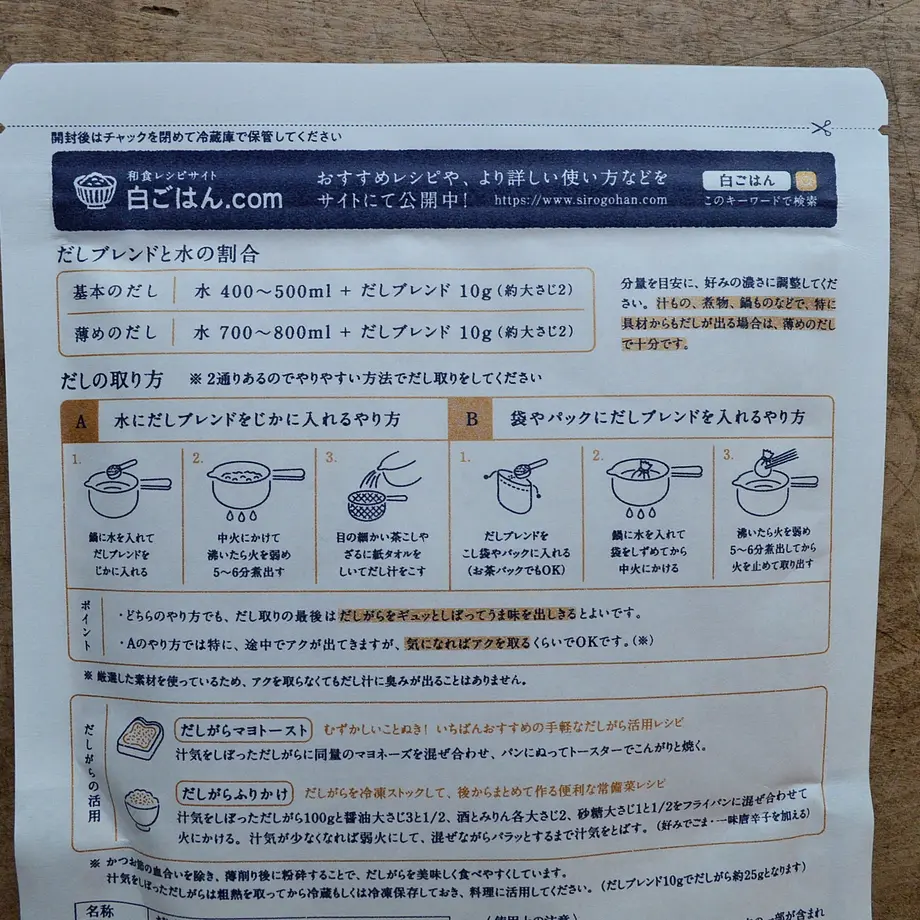 開封後はチャックを閉めて冷蔵庫で保管してください
和食レシピサイト
白ごはん.com
おすすめレシピや、より詳しい使い方などを
サイトにて公開中! https://www.sirogohan.com
白ごはん
このキーワードで検索
だしブレンドと水の割合
基本のだし 水 400〜500ml + だしブレンド 10g(約大さじ2)
薄めのだし 水 700〜800ml + だしブレンド 10g(約大さじ2)
分量を目安に、好みの濃さに調整してくだ
さい。汁もの、煮物、鍋ものなどで、特に
具材からもだしが出る場合は、薄めのだし
で十分です。
だしの取り方 ※2通りあるのでやりやすい方法でだし取りをしてください
A 水にだしブレンドをじかに入れるやり方
1.
鍋に水を入れて
だしブレンドを
じかに入れる
2.
中火にかけて
沸いたら火を弱め
5〜6分煮出す
3.
目の細かい茶こしや
ざるに紙タオルを
しいてだし汁をこす
B 袋やパックにだしブレンドを入れるやり方
1.
だしブレンドを
こし袋やパックに入れる
(お茶パックでもOK)
2.
鍋に水を入れて
袋をしずめてから
中火にかける
3.
沸いたら火を弱め
5〜6分煮出してから
火を止めて取り出す
ポイント
・どちらのやり方でも、だし取りの最後はだしがらをギュッとしぼってうま味を出しきるとよいです。
・Aのやり方では特に、途中でアクが出てきますが、気になればアクを取るくらいでOKです。(※)
※ 厳選した素材を使っているため、アクを取らなくてもだし汁に臭みが出ることはありません。
だしがらの活用
だしがらマヨトースト むずかしいことぬき! いちばんおすすめの手軽なだしがら活用レシピ
汁気をしぼっただしがらに同量のマヨネーズを混ぜ合わせ、パンにぬってトースターでこんがりと焼く。
だしがらふりかけ だしがらを冷凍ストックして、後からまとめて作る便利な常備菜レシピ
汁気をしぼっただしがら100gと醤油大さじ3と1/2、酒とみりん各大さじ2、砂糖大さじ1と1/2をフライパンに混ぜ合わせて
火にかける。汁気が少なくなれば弱火にして、混ぜながらパラッとするまで汁気をとばす。(好みでごま・一味唐辛子を加える)
※ かつお節の血合いを除き、薄削り後に粉砕することで、だしがらを美味しく食べやすくしています。
汁気をしぼっただしがらは粗熱を取ってから冷蔵もしくは冷凍保存しておき、料理に活用してください。(だしブレンド10gでだしがら約25gとなります)
名称